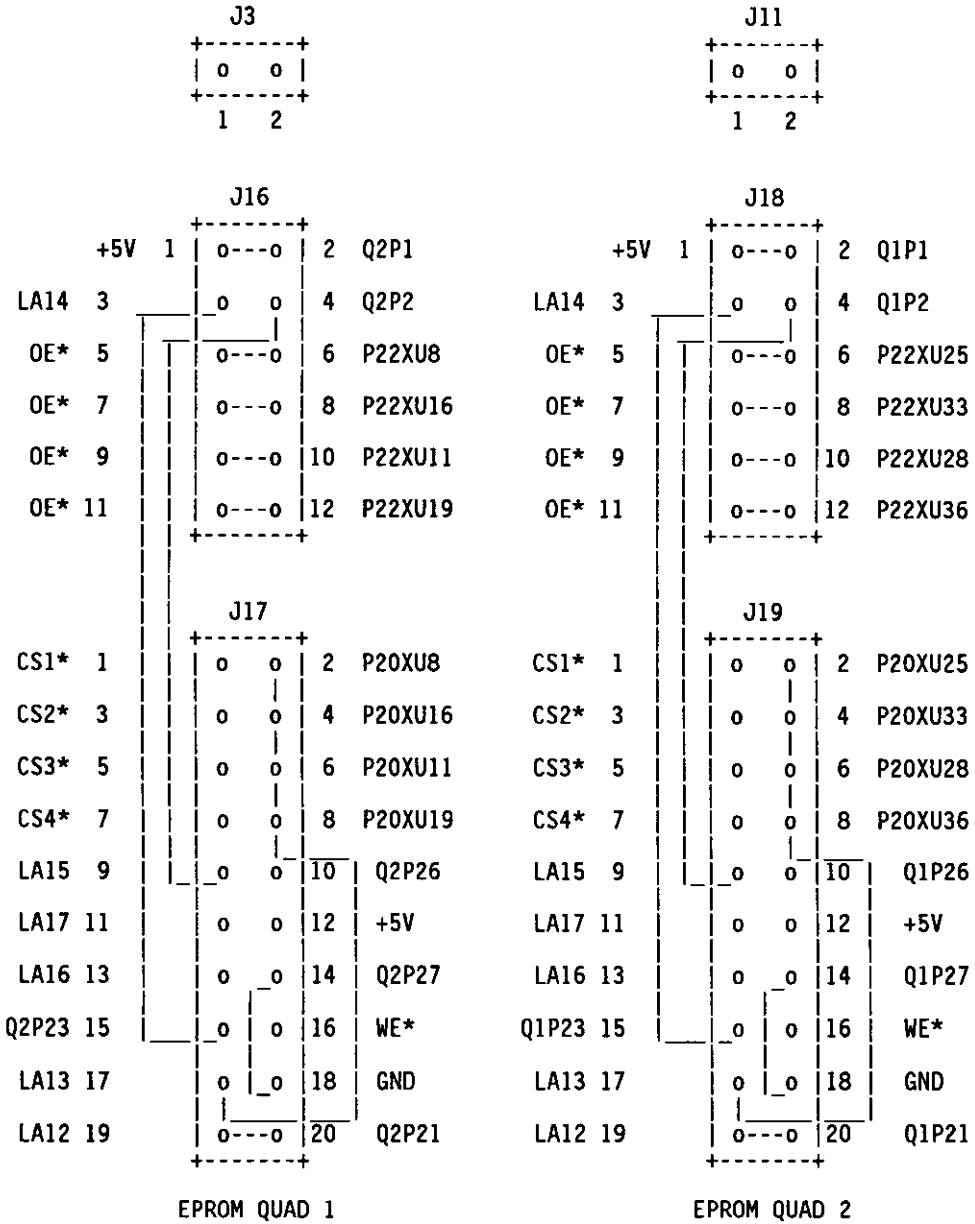 J3 J11
o o o o
1 2 1 2
J16 J18
+5V 1 o---o 2 Q2P1 +5V 1 o---o 2 Q1P1
LA14 3 o o 4 Q2P2 LA14 3 o o 4 Q1P2
OE* 5 o---o 6 P22XU8 OE* 5 o---o 6 P22XU25
OE* 7 o---o 8 P22XU16 OE* 7 o---o 8 P22XU33
OE* 9 o---o 10 P22XU11 OE* 9 o---o 10 P22XU28
OE* 11 o---o 12 P22XU19 OE* 11 o---o 12 P22XU36
J17 J19
CS1* 1 o o 2 P20XU8 CS1* 1 o o 2 P20XU25
CS2* 3 o o 4 P20XU16 CS2* 3 o o 4 P20XU33
CS3* 5 o o 6 P20XU11 CS3* 5 o o 6 P20XU28
CS4* 7 o o 8 P20XU19 CS4* 7 o o 8 P20XU36
LA15 9 o o 10 Q2P26 LA15 9 o o 10 Q1P26
LA17 11 o o 12 +5V LA17 11 o o 12 +5V
LA16 13 o o 14 Q2P27 LA16 13 o o 14 Q1P27
Q2P23 15 o o 16 WE* Q1P23 15 o o 16 WE*
LA13 17 o o 18 GND LA13 17 o o 18 GND
LA12 19 o---o 20 Q2P21 LA12 19 o---o 20 Q1P21
EPROM QUAD 1 EPROM QUAD 2